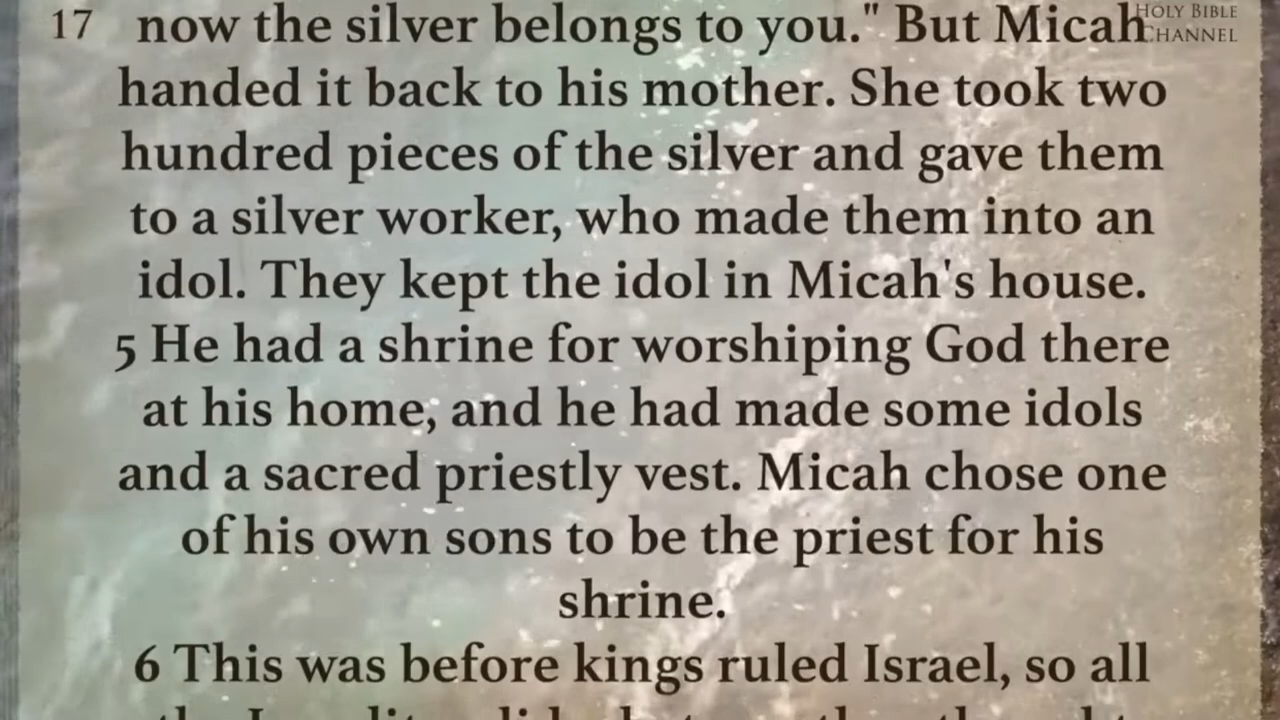 17
HOLY BIBLE
CHANNEL
now the silver belongs to you." But Micah
handed it back to his mother. She took two
hundred pieces of the silver and gave them
to a silver worker, who made them into an
idol. They kept the idol in Micah's house.
5 He had a shrine for worshiping God there
at his home, and he had made some idols
and a sacred priestly vest. Micah chose one
of his own sons to be the priest for his
shrine.
6 This was before kings ruled Israel, so all